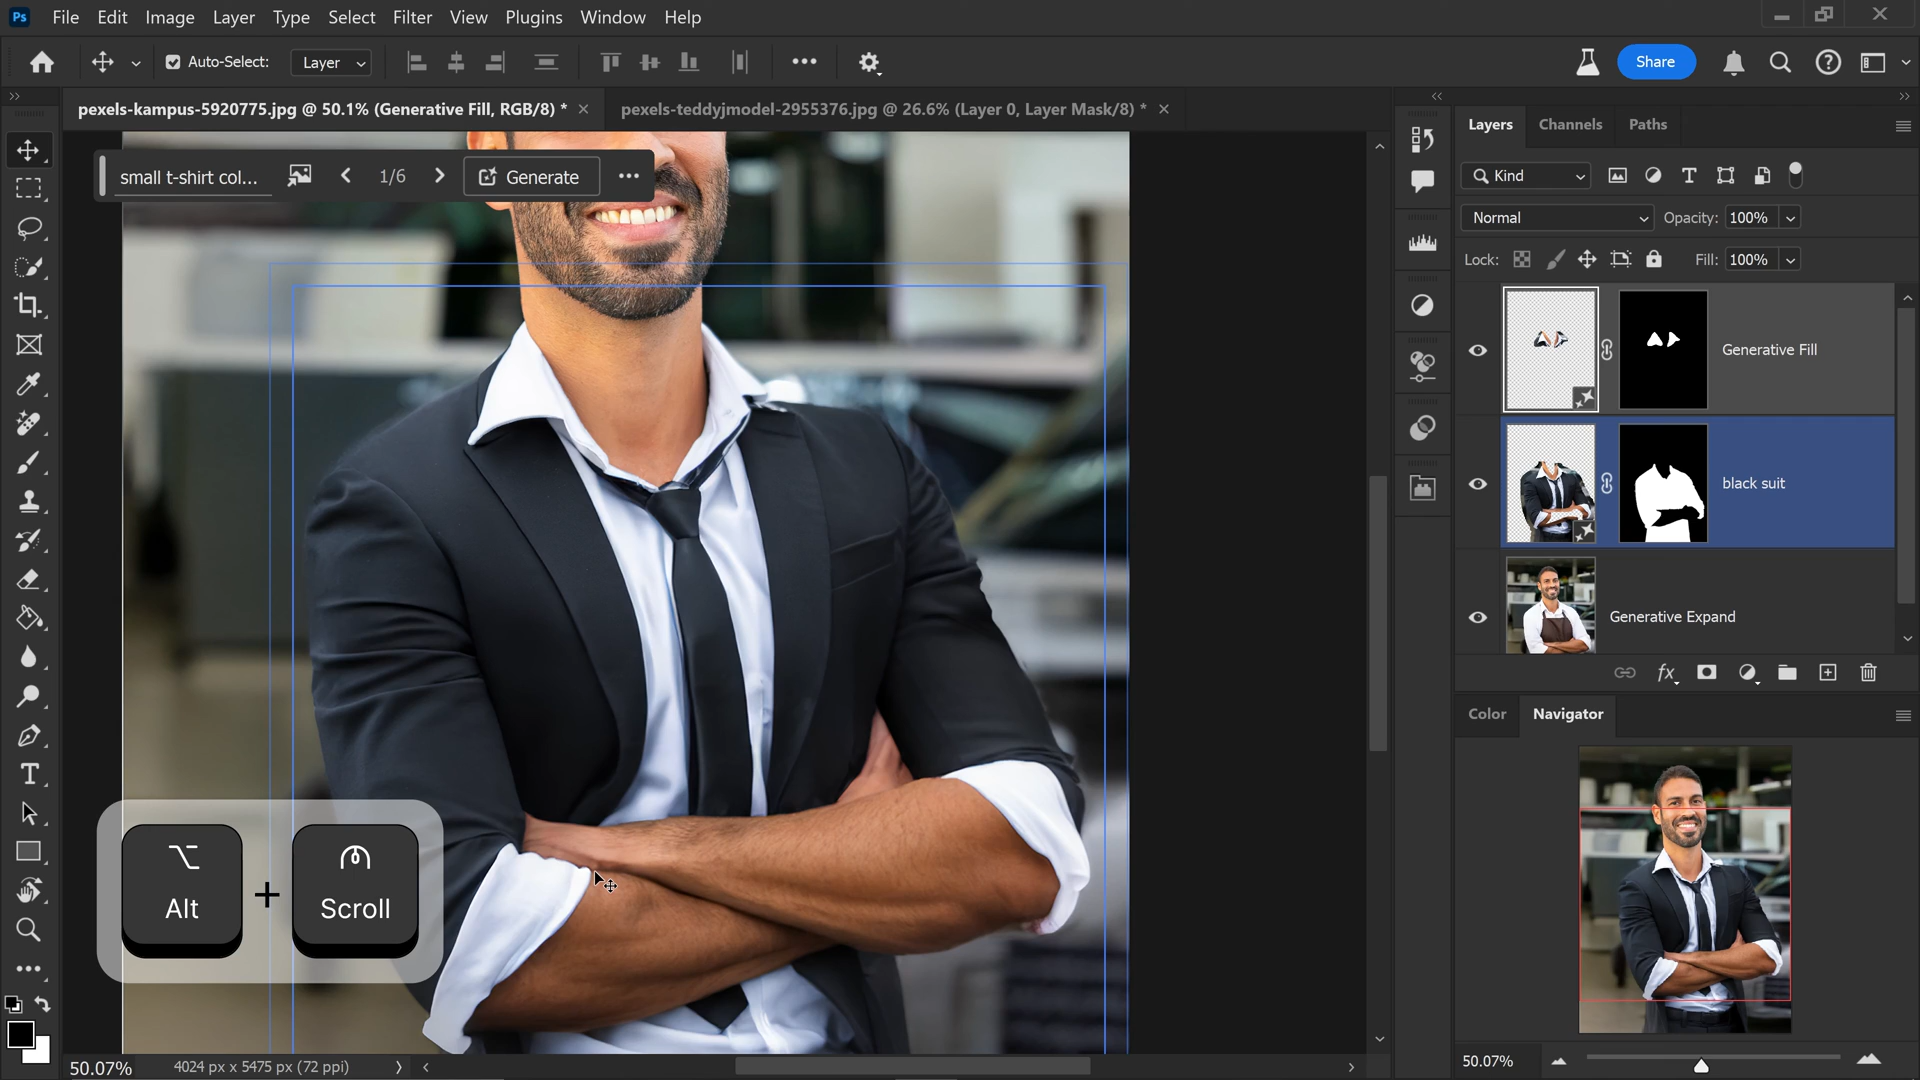 Ps File Edit Image Layer Type Select Filter View Plugins Window Help
Auto-Select: Layer Share
pexels-kampus-5920775.jpg @ 50.1% (Generative Fill, RGB/8) * pexels-teddyjmodel-2955376.jpg @ 26.6% (Layer 0, Layer Mask/8) *
small t-shirt col... 1/6 Generate
Layers Channels Paths
Kind
Normal Opacity: 100%
Lock: Fill: 100%
Generative Fill
black suit
Generative Expand
Color Navigator
Alt + Scroll
50.07% 4024 px x 5475 px (72 ppi)
50.07%